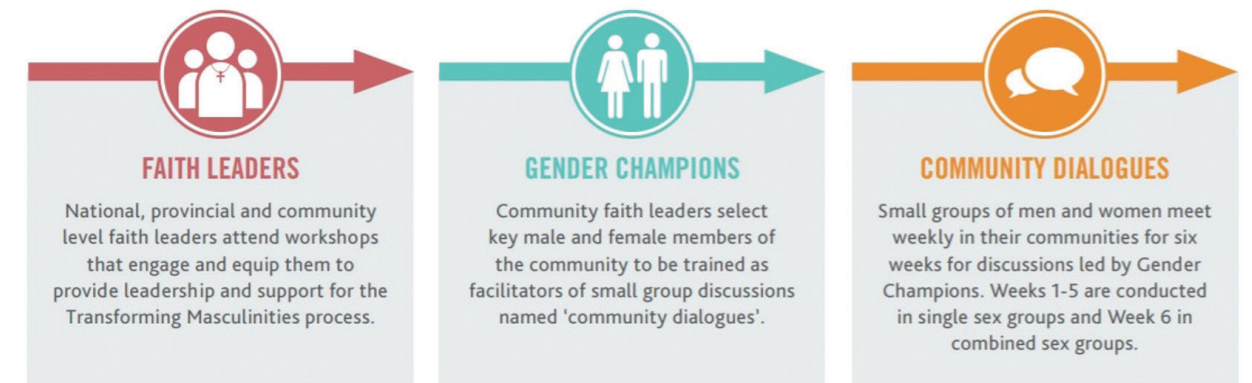 FAITH LEADERS
National, provincial and community
level faith leaders attend workshops
that engage and equip them to
provide leadership and support for the
Transforming Masculinities process.
GENDER CHAMPIONS
Community faith leaders select
key male and female members of
the community to be trained as
facilitators of small group discussions
named 'community dialogues'.
COMMUNITY DIALOGUES
Small groups of men and women meet
weekly in their communities for six
weeks for discussions led by Gender
Champions. Weeks 1-5 are conducted
in single sex groups and Week 6 in
combined sex groups.